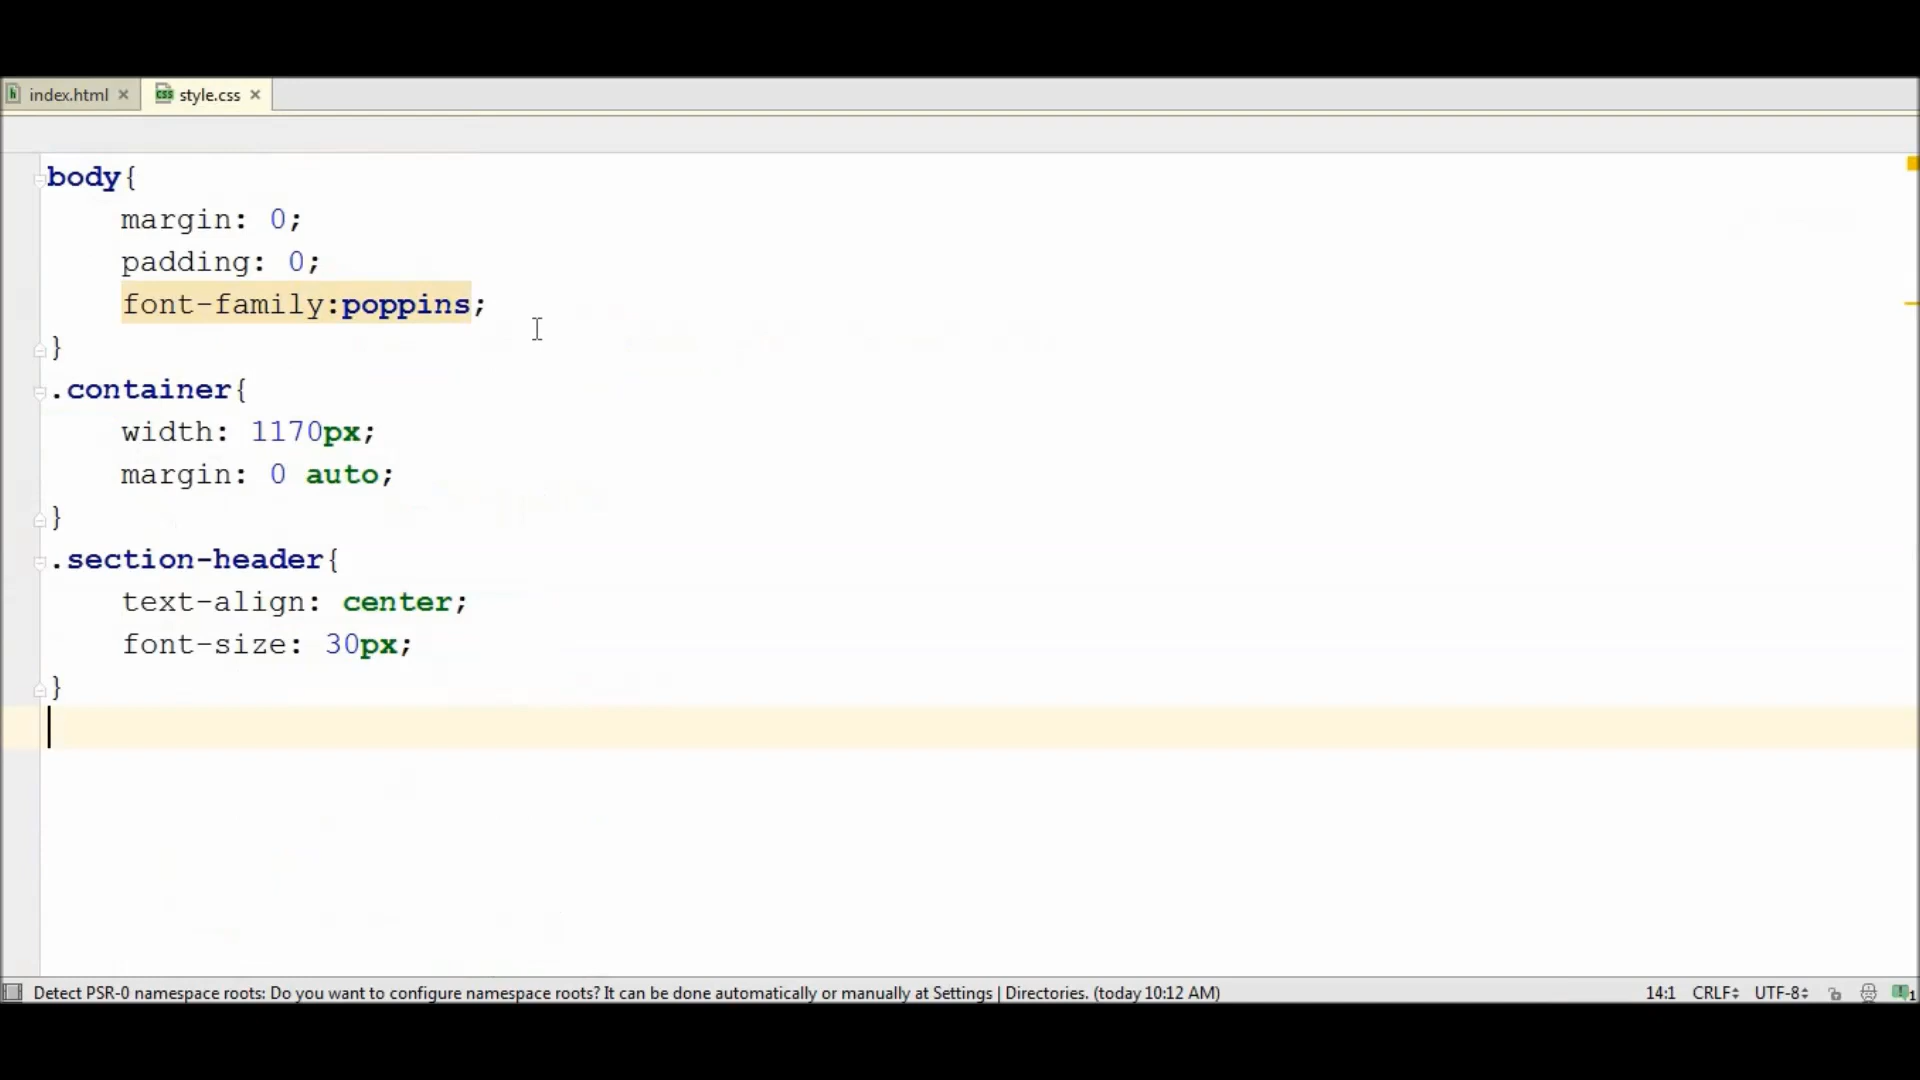 index.html
style.css
body{
margin: 0;
padding: 0;
font-family:poppins;
}
.container{
width: 1170px;
margin: 0 auto;
}
.section-header{
text-align: center;
font-size: 30px;
}
Detect PSR-0 namespace roots: Do you want to configure namespace roots? It can be done automatically or manually at Settings | Directories. (today 10:12 AM)
14:1 CRLF UTF-8 1